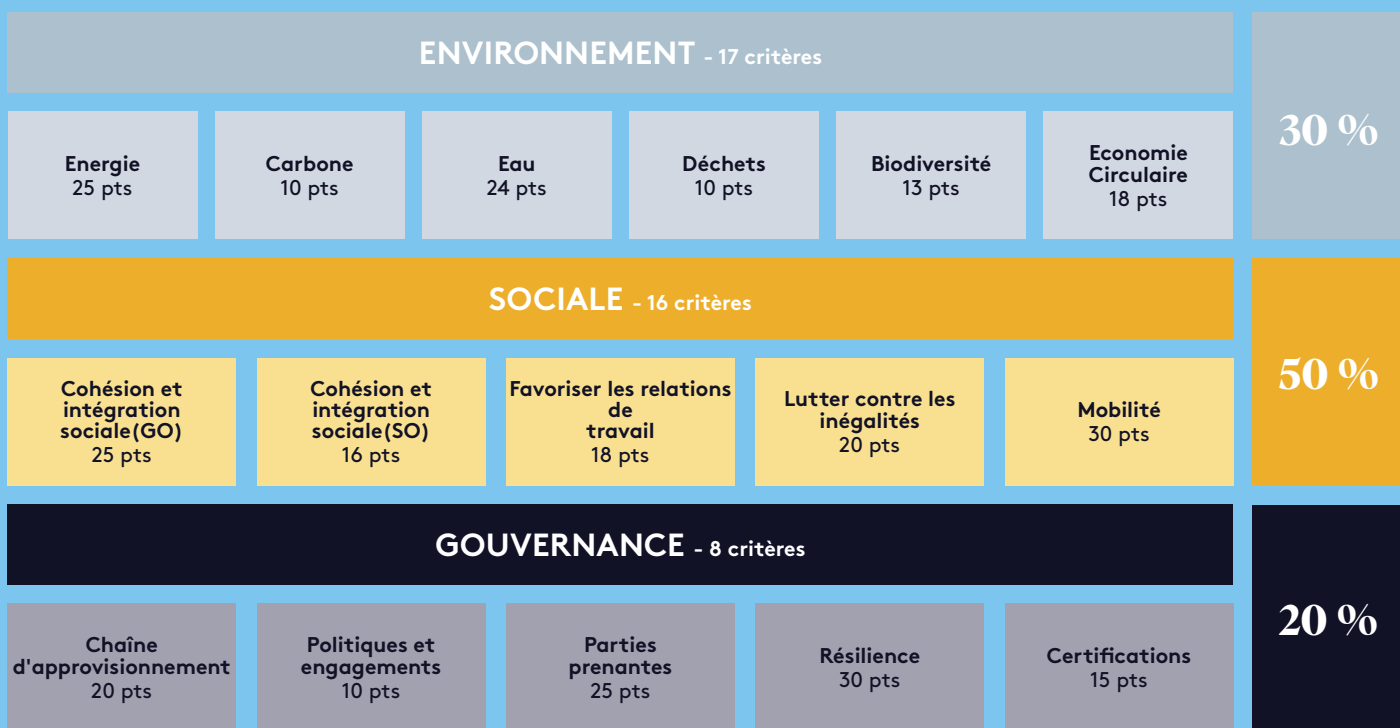 ENVIRONNEMENT - 17 critères
30 %
Energie
25 pts
Carbone
10 pts
Eau
24 pts
Déchets
10 pts
Biodiversité
13 pts
Economie
Circulaire
18 pts
SOCIALE - 16 critères
50 %
Cohésion et
intégration
sociale(GO)
25 pts
Cohésion et
intégration
sociale(SO)
16 pts
Favoriser les relations
de
travail
18 pts
Lutter contre les
inégalités
20 pts
Mobilité
30 pts
GOUVERNANCE - 8 critères
20 %
Chaîne
d'approvisionnement
20 pts
Politiques et
engagements
10 pts
Parties
prenantes
25 pts
Résilience
30 pts
Certifications
15 pts